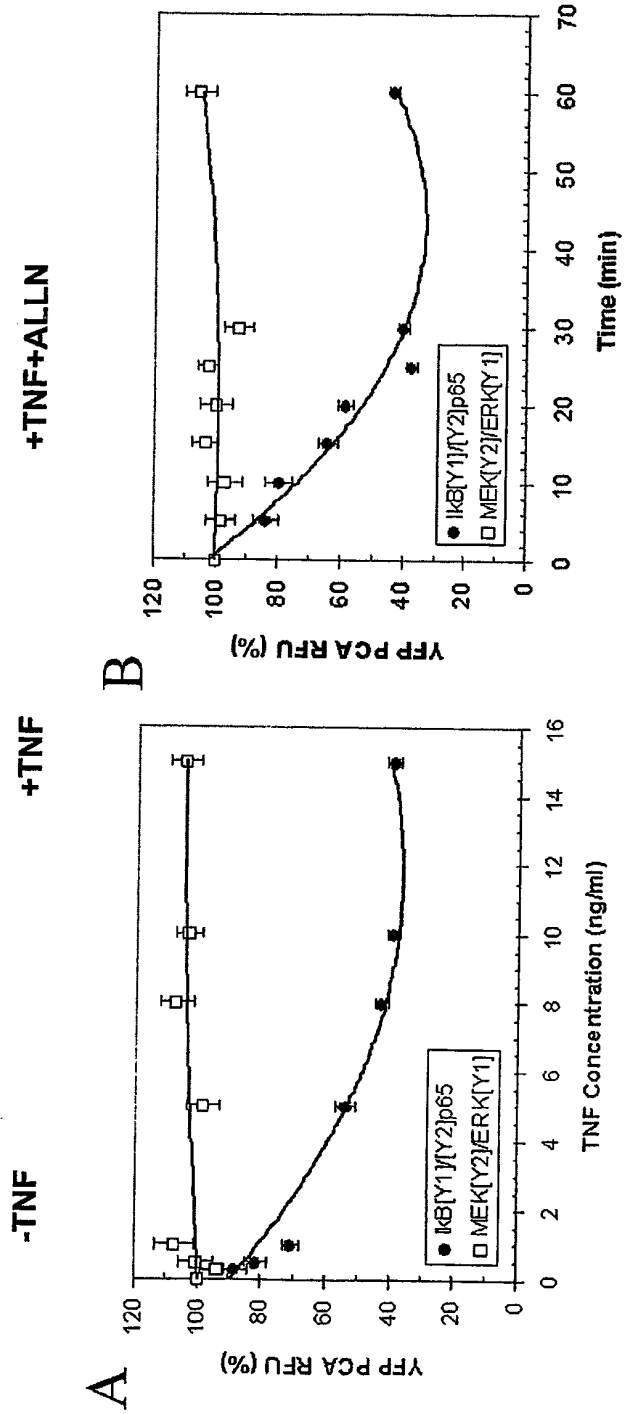 -TNF
+TNF
+TNF+ALLN
A
120
100
80
60
40
20
0
YFP PCA RFU (%)
IkB[Y1]/[Y2]p65
MEK[Y2]/ERK[Y1]
0
2
4
6
8
10
12
14
16
TNF Concentration (ng/ml)
B
120
100
80
60
40
20
0
YFP PCA RFU (%)
IkB[Y1]/[Y2]p65
MEK[Y2]/ERK[Y1]
0
10
20
30
40
50
60
70
Time (min)